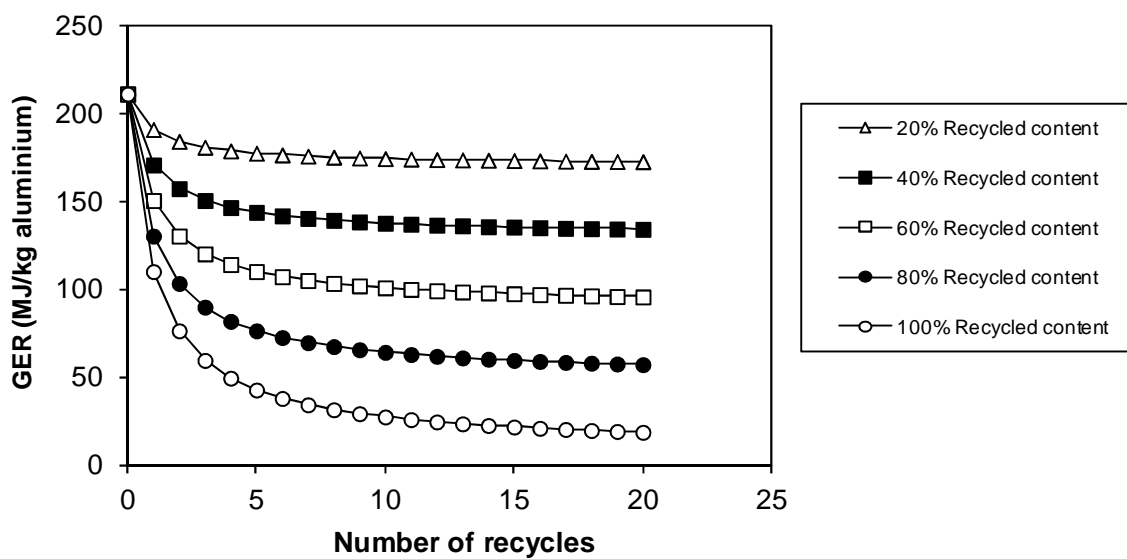 250
200
150
100
50
0
GER (MJ/kg aluminium)
0 5 10 15 20 25
Number of recycles
20% Recycled content
40% Recycled content
60% Recycled content
80% Recycled content
100% Recycled content